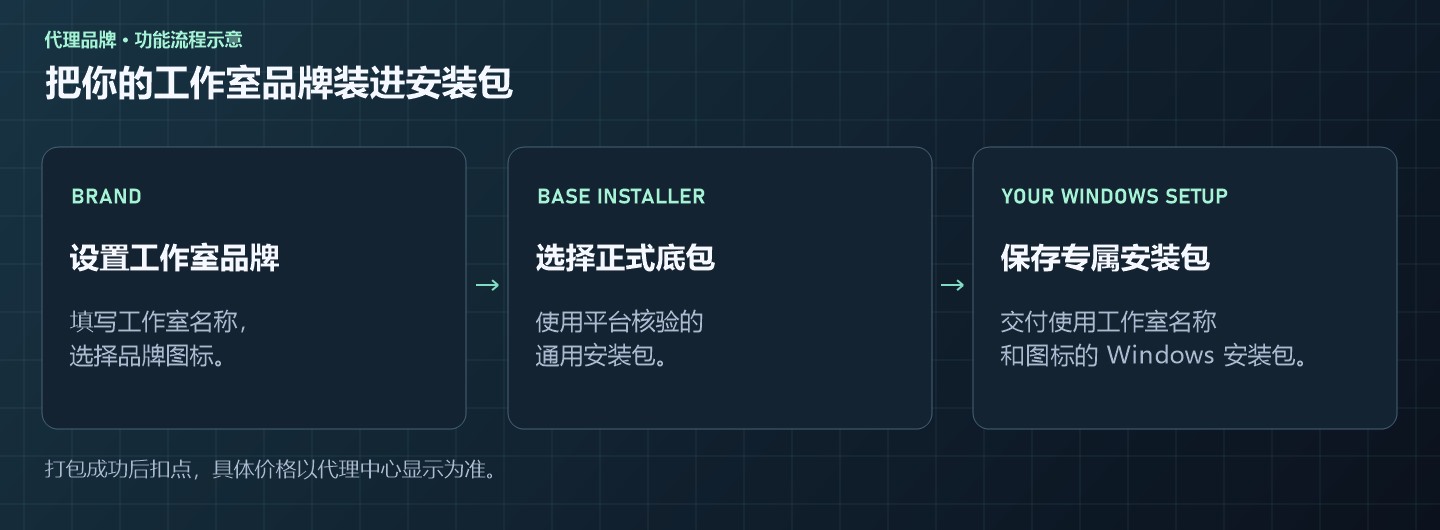 代理品牌·功能流程示意
把你的工作室品牌装进安装包
BRAND
设置工作室品牌
填写工作室名称，
选择品牌图标。
→
BASE INSTALLER
选择正式底包
使用平台核验的
通用安装包。
→
YOUR WINDOWS SETUP
保存专属安装包
交付使用工作室名称
和图标的 Windows 安装包。
打包成功后扣点，具体价格以代理中心显示为准。